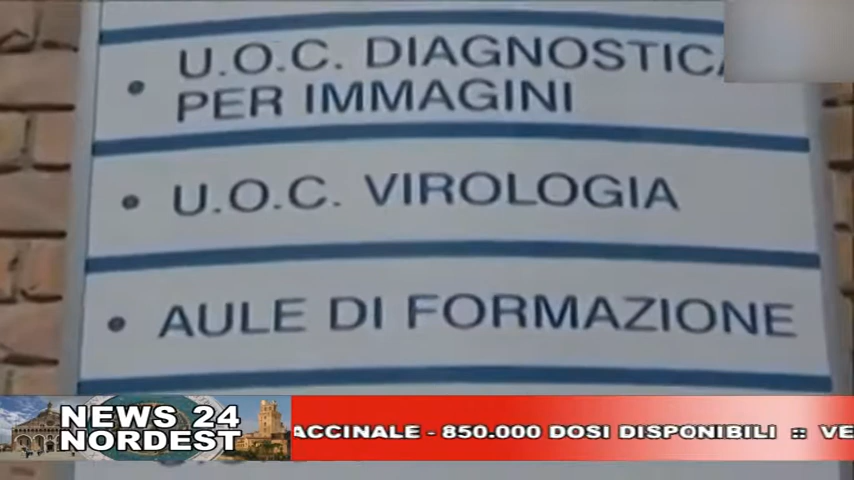 U.O.C. DIAGNOSTICA
PER IMMAGINI
U.O.C. VIROLOGIA
AULE DI FORMAZIONE
NEWS 24
NORDEST
ACCINALE - 850.000 DOSI DISPONIBILI :: VE